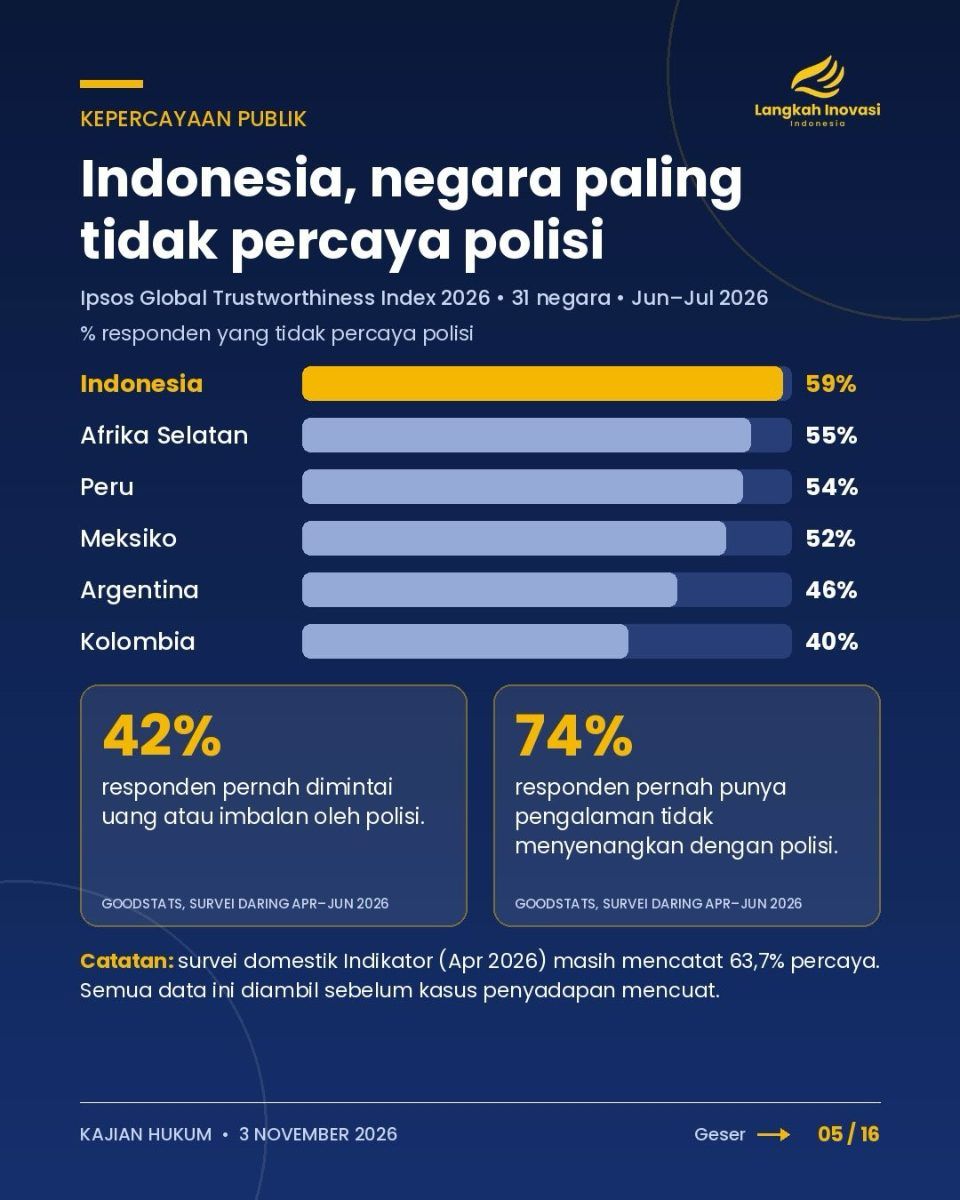 Langkah Inovasi
Indonesia
KEPERCAYAAN PUBLIK
Indonesia, negara paling
tidak percaya polisi
Ipsos Global Trustworthiness Index 2026 • 31 negara • Jun–Jul 2026
% responden yang tidak percaya polisi
Indonesia 59%
Afrika Selatan 55%
Peru 54%
Meksiko 52%
Argentina 46%
Kolombia 40%
42%
responden pernah dimintai
uang atau imbalan oleh polisi.
GOODSTATS, SURVEI DARING APR–JUN 2026
74%
responden pernah punya
pengalaman tidak
menyenangkan dengan polisi.
GOODSTATS, SURVEI DARING APR–JUN 2026
Catatan: survei domestik Indikator (Apr 2026) masih mencatat 63,7% percaya.
Semua data ini diambil sebelum kasus penyadapan mencuat.
KAJIAN HUKUM • 3 NOVEMBER 2026
Geser → 05 / 16